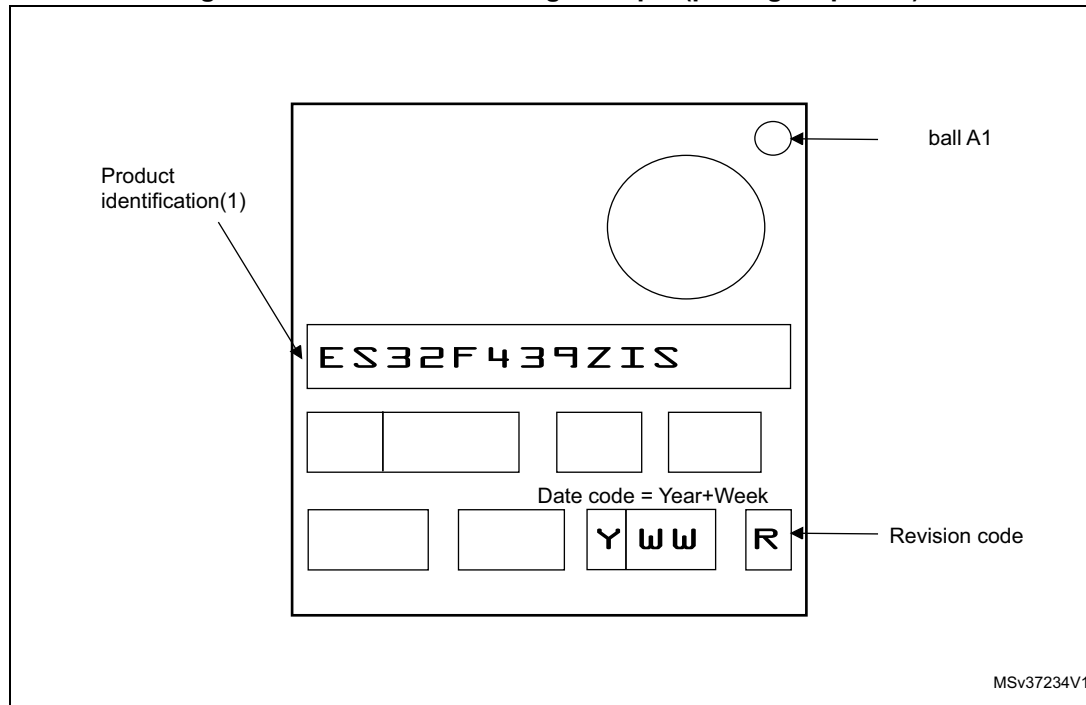 ball A1
Product
identification(1)
ES32F439ZIS
Date code = Year+Week
Y WW R
Revision code
MSv37234V1